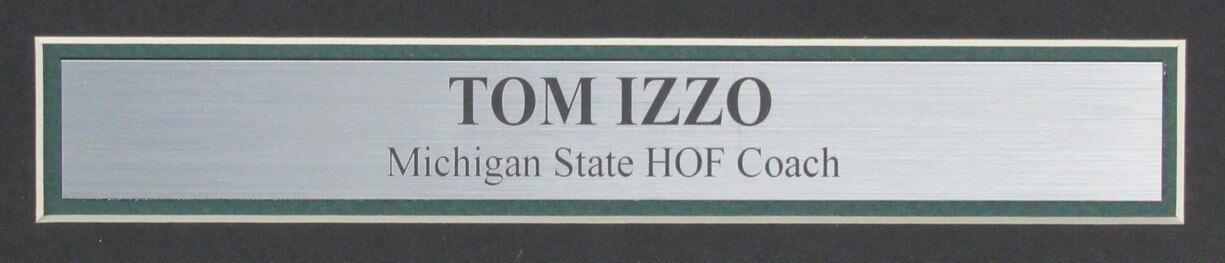 TOM IZZO
Michigan State HOF Coach